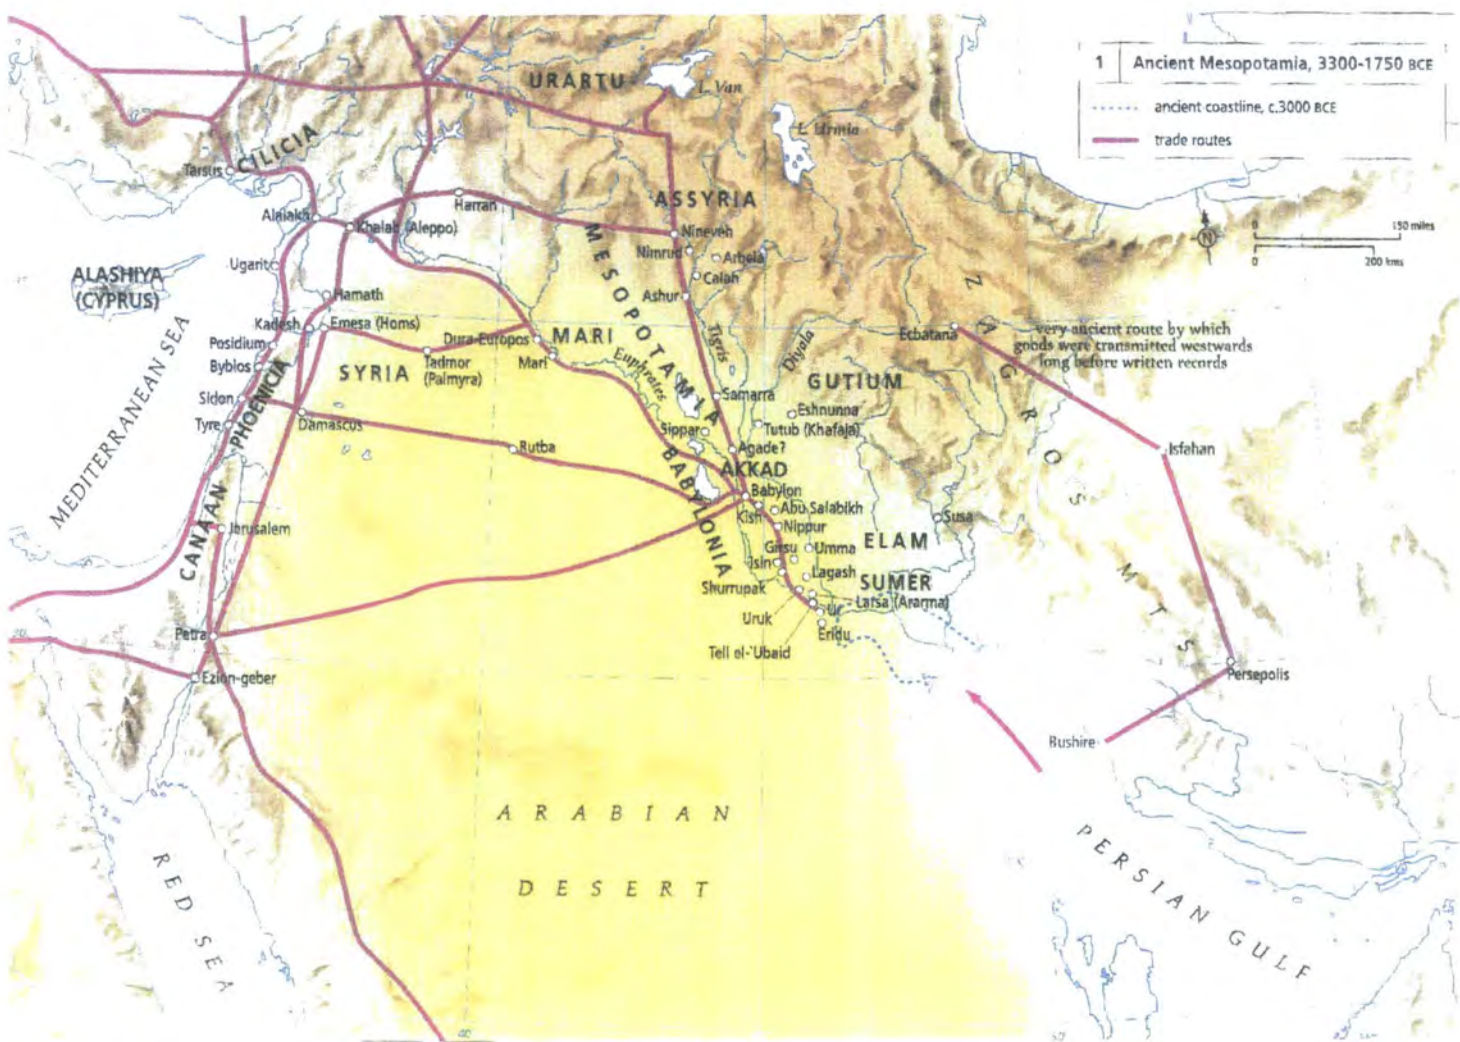 1 Ancient Mesopotamia, 3300-1750 BCE
ancient coastline, c.3000 BCE
trade routes
0 150 miles
0 200 kms
N
URARTU
L. Van
L. Urmia
CILICIA
Tarsus
ASSYRIA
Harran
Alalakh
Khalab (Aleppo)
Nineveh
Nimrud
Arbela
Calah
Ugarit
ALASHIYA
(CYPRUS)
Hamath
Ashur
MESOPOTAMIA
Kadesh
Emesa (Homs)
Dura-Europos
MARI
Mari
Posidium
Byblos
SYRIA
Tadmor
(Palmyra)
Euphrates
Tigris
Diyala
Ecbatana
very ancient route by which
goods were transmitted westwards
long before written records
ZAGROS MTS
GUTIUM
MEDITERRANEAN SEA
PHOENICIA
Sidon
Tyre
Damascus
Samarra
Eshnunna
Tutub (Khafaja)
Sippar
Rutba
Agade?
AKKAD
Isfahan
BABYLONIA
Babylon
Kish
Abu Salabikh
Nippur
Susa
CANAAN
Jerusalem
ELAM
Girsu
Umma
Isin
Lagash
Shurrupak
SUMER
Larsa (Ararma)
Uruk
Ur
Eridu
Tell el-'Ubaid
Petra
Ezion-geber
Persepolis
Bushire
ARABIAN
DESERT
RED SEA
PERSIAN GULF